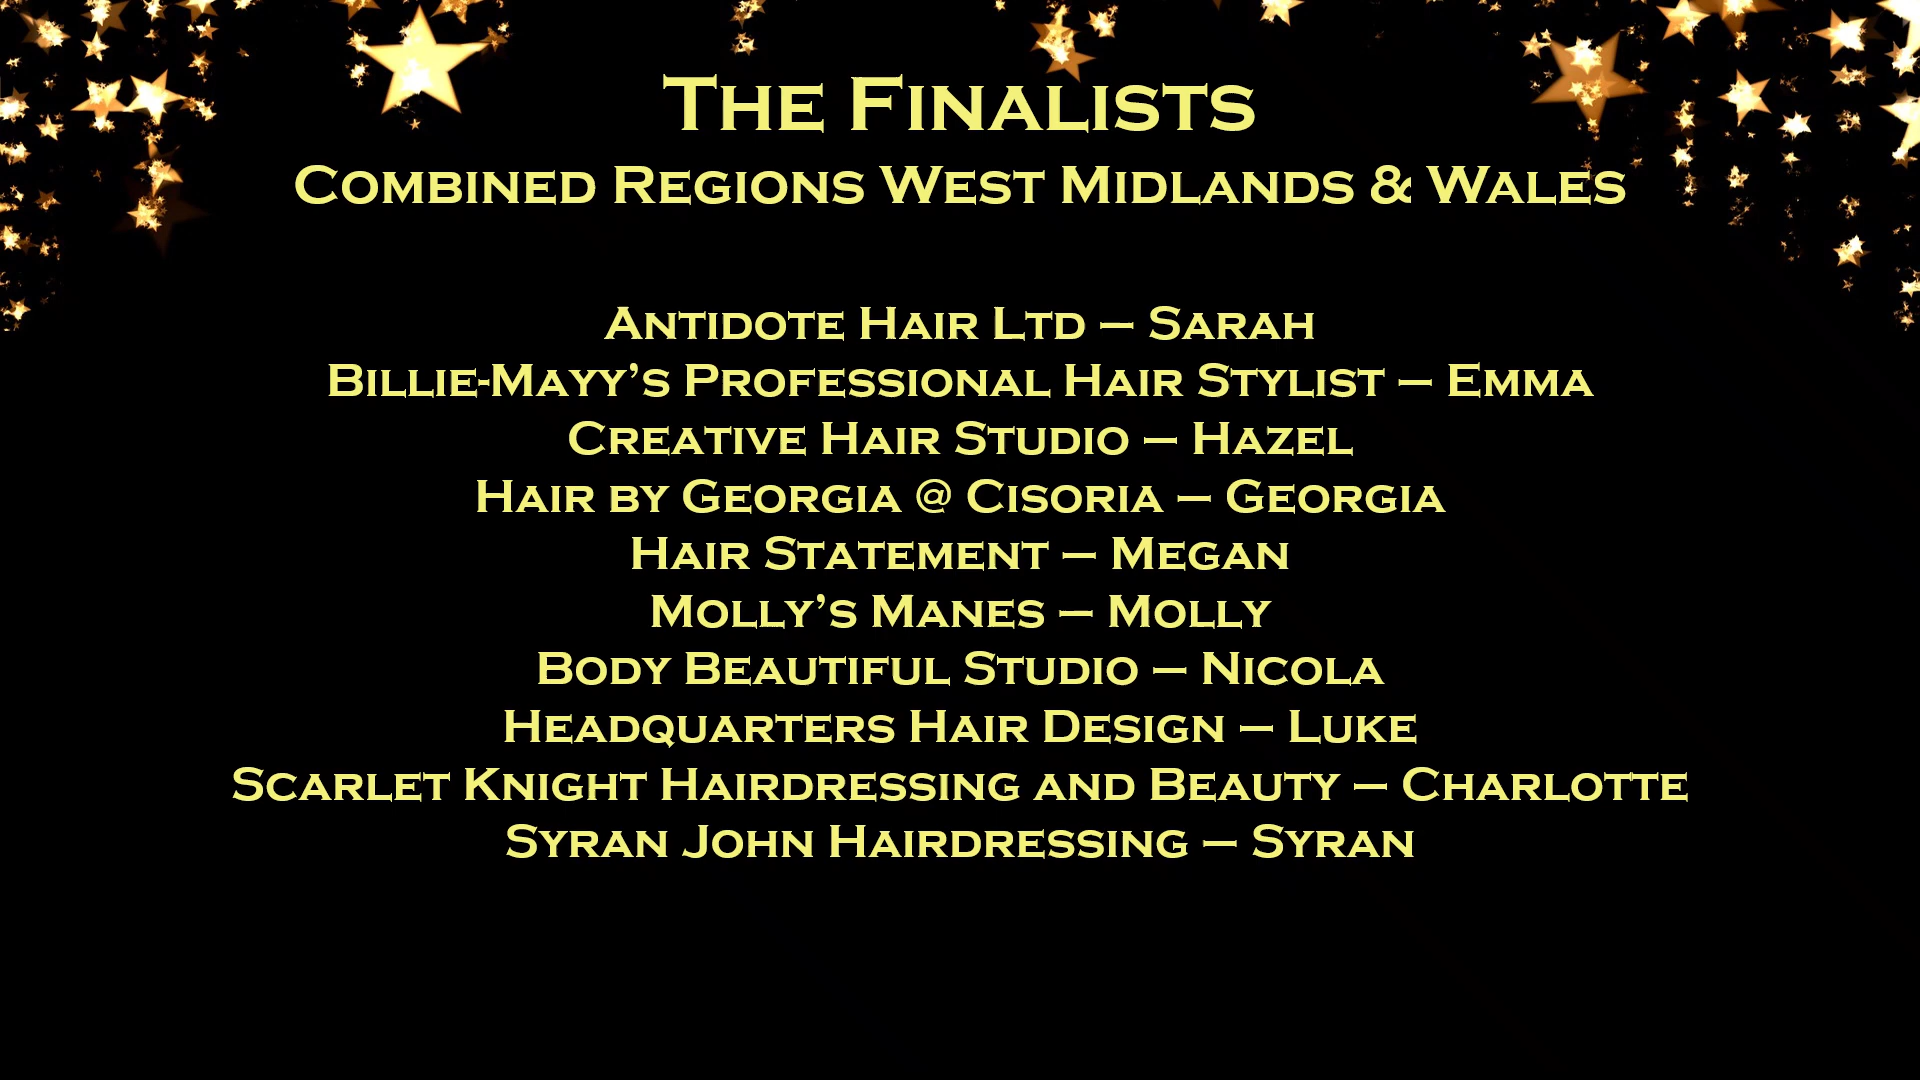 The Finalists
Combined Regions West Midlands & Wales
Antidote Hair Ltd – Sarah
Billie-Mayy’s Professional Hair Stylist – Emma
Creative Hair Studio – Hazel
Hair by Georgia @ Cisoria – Georgia
Hair Statement – Megan
Molly’s Manes – Molly
Body Beautiful Studio – Nicola
Headquarters Hair Design – Luke
Scarlet Knight Hairdressing and Beauty – Charlotte
Syran John Hairdressing – Syran